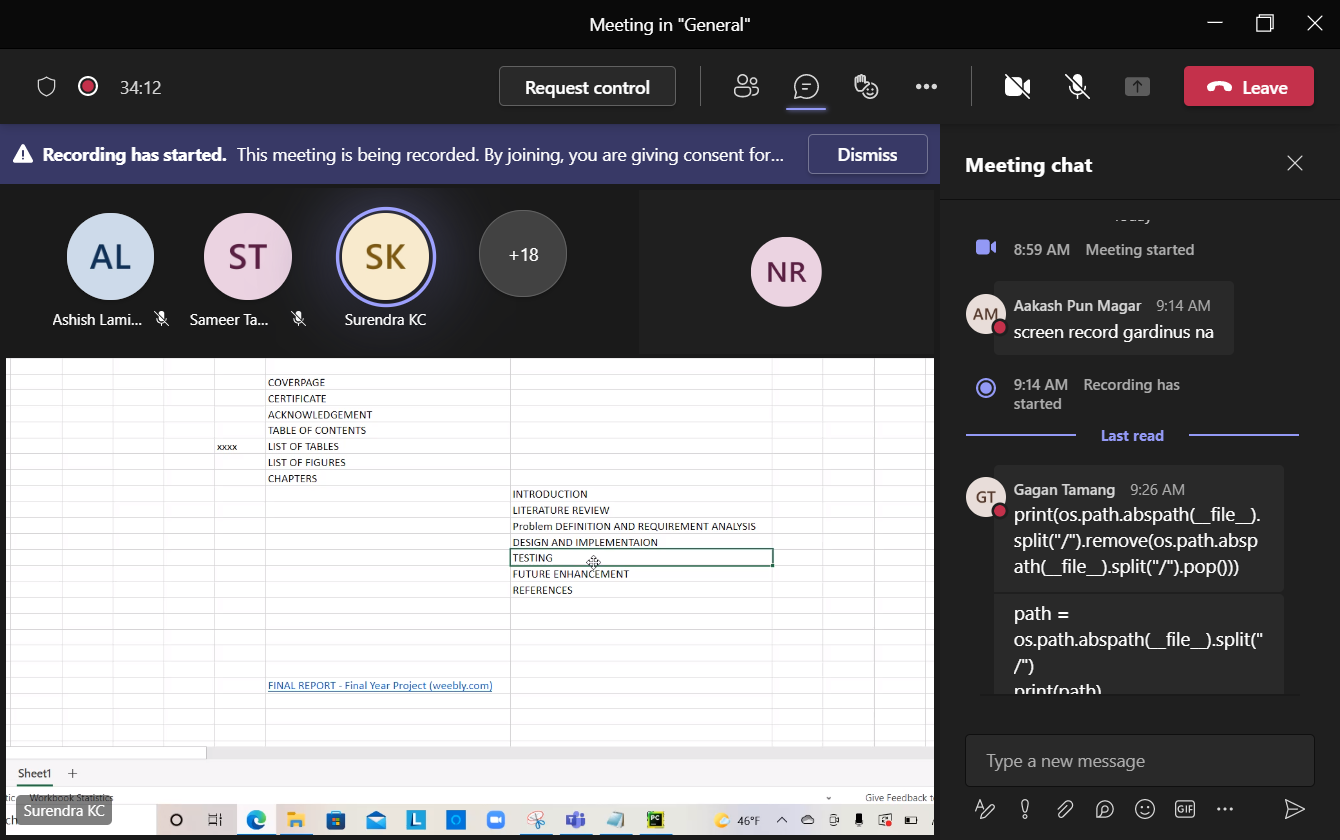 Meeting in "General"
34:12
Request control
Leave
Recording has started. This meeting is being recorded. By joining, you are giving consent for...
Dismiss
AL
ST
SK
+18
NR
Ashish Lami...
Sameer Ta...
Surendra KC
COVERPAGE
CERTIFICATE
ACKNOWLEDGEMENT
TABLE OF CONTENTS
xxxx LIST OF TABLES
LIST OF FIGURES
CHAPTERS
INTRODUCTION
LITERATURE REVIEW
Problem DEFINITION AND REQUIREMENT ANALYSIS
DESIGN AND IMPLEMENTAION
TESTING
FUTURE ENHANCEMENT
REFERENCES
FINAL REPORT - Final Year Project (weebly.com)
Sheet1
Workbook Statistics
Give Feedback t
Surendra KC
46°F
Meeting chat
Today
8:59 AM Meeting started
AM
Aakash Pun Magar 9:14 AM
screen record gardinus na
9:14 AM Recording has
started
Last read
GT
Gagan Tamang 9:26 AM
print(os.path.abspath(__file__).
split("/").remove(os.path.absp
ath(__file__).split("/").pop()))
path =
os.path.abspath(__file__).split("
/")
print(path)
Type a new message
GIF